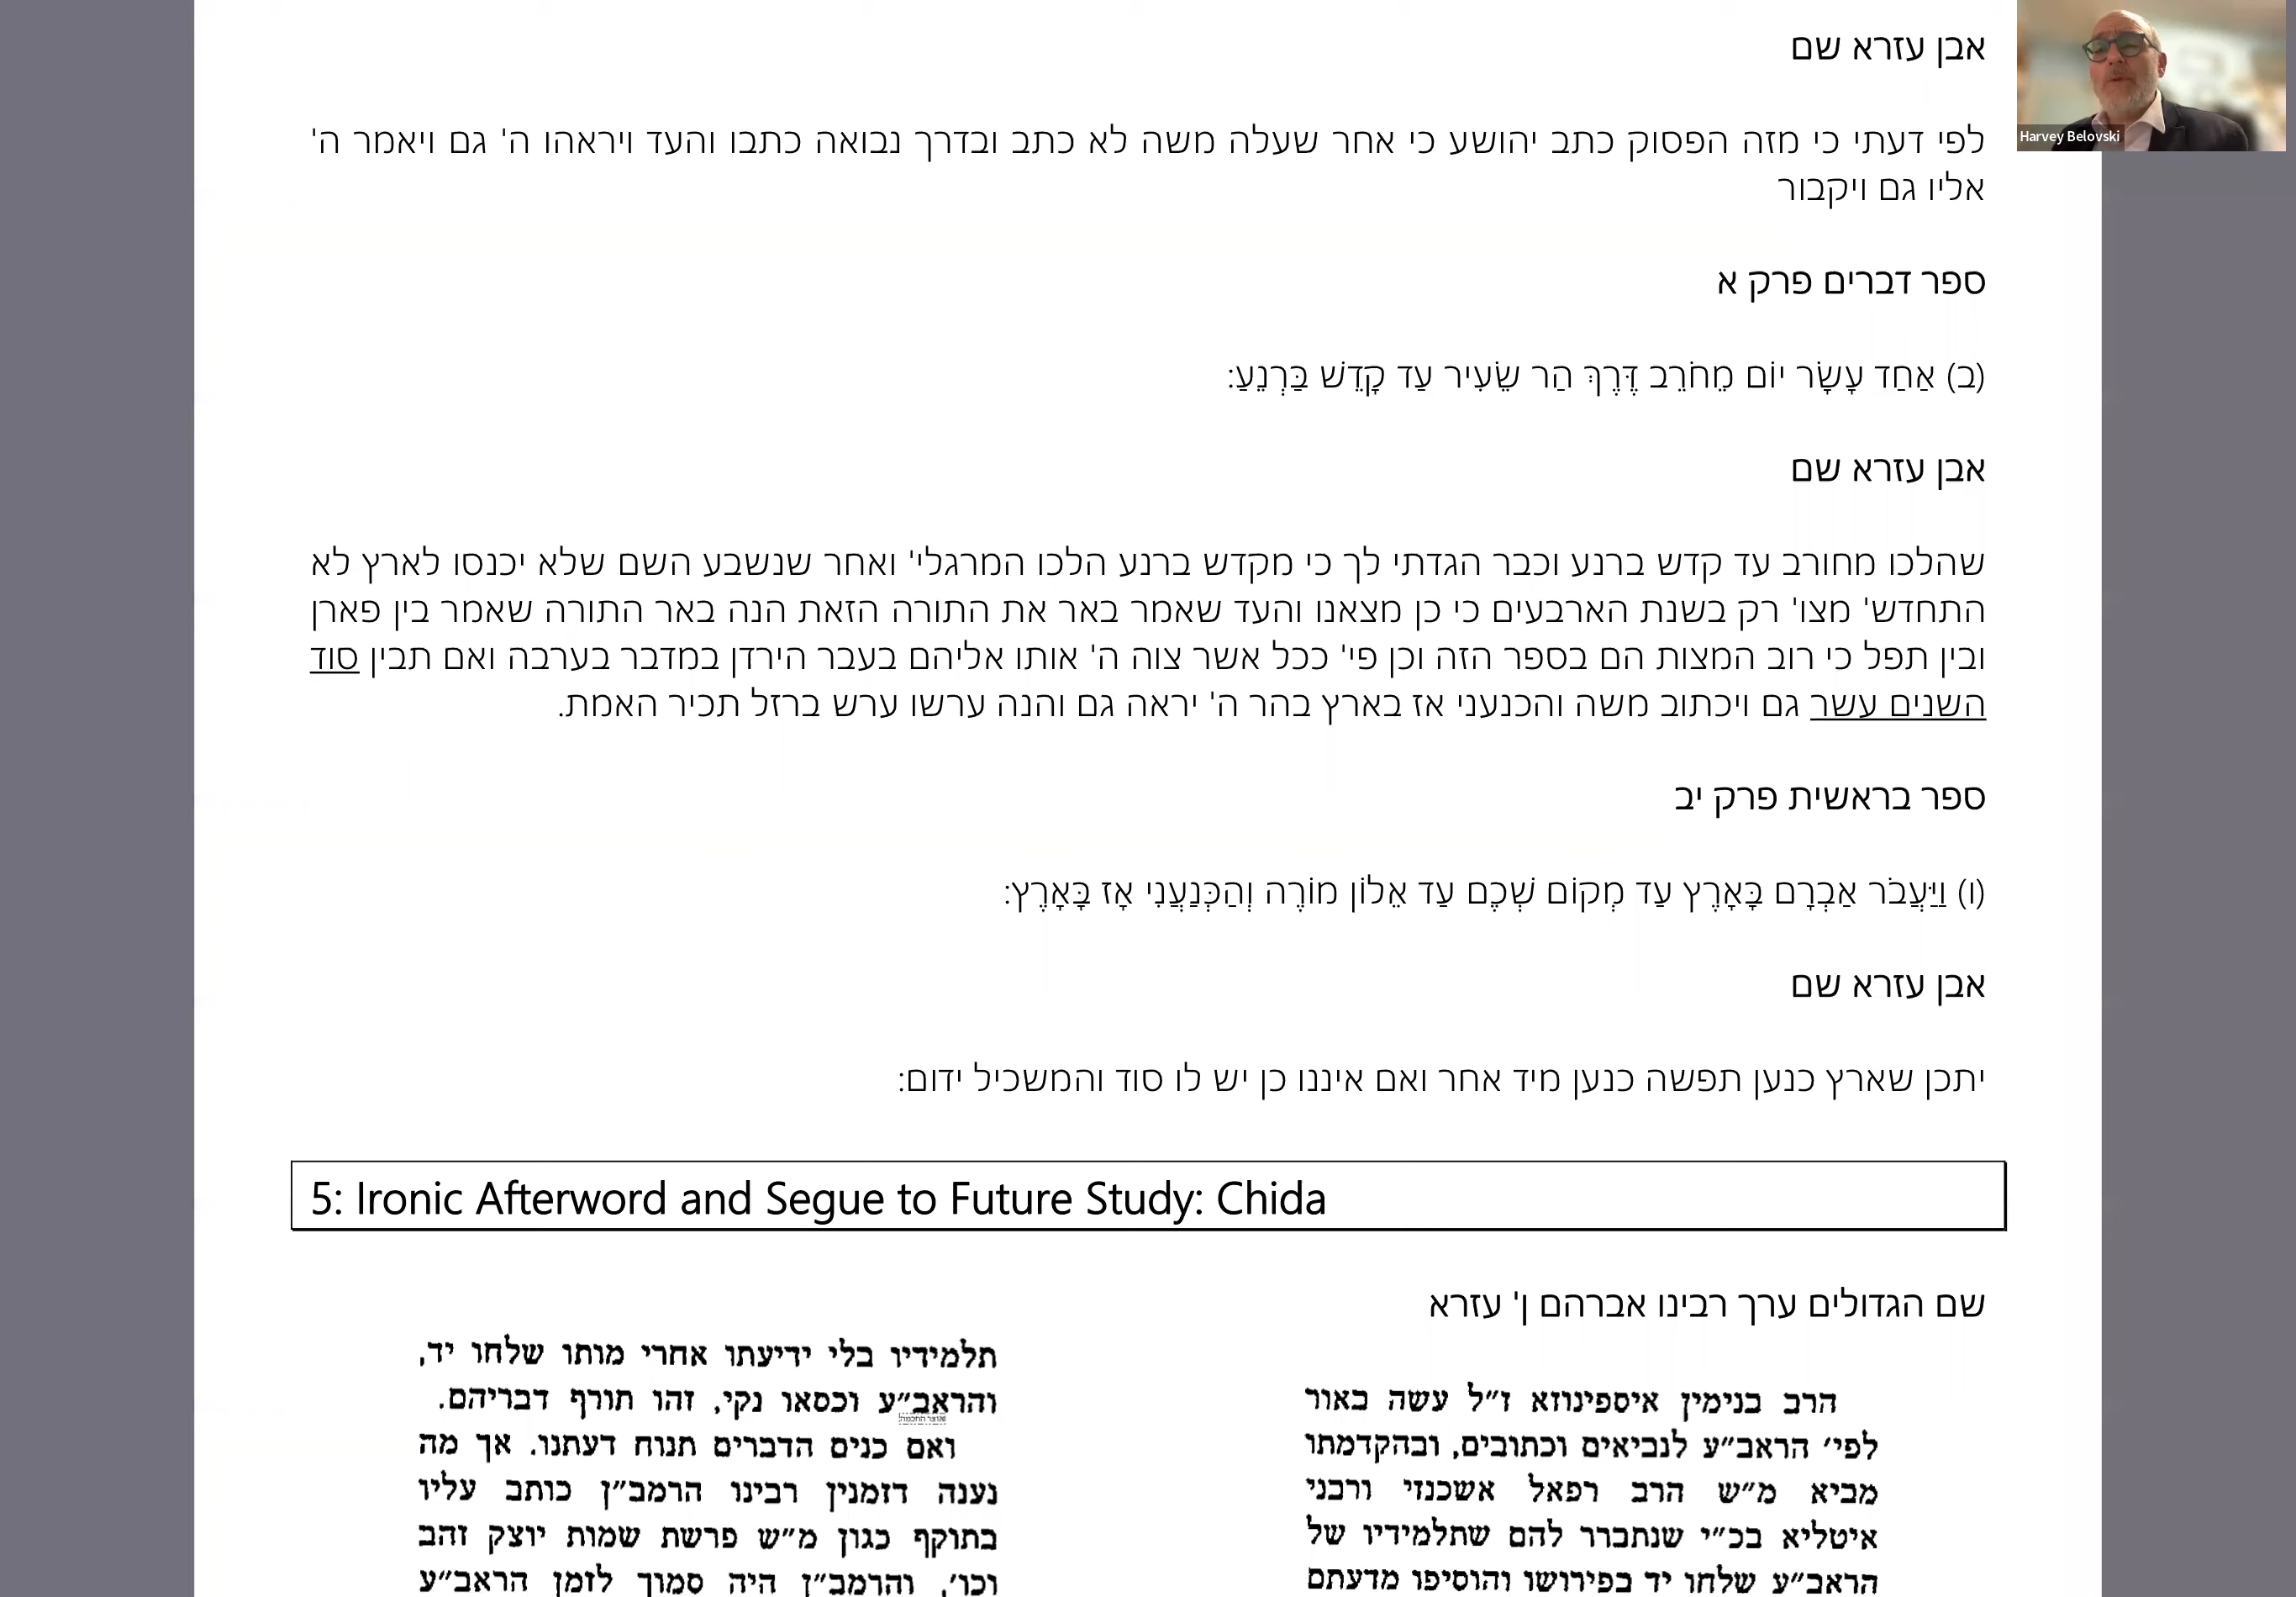 אבן עזרא שם
Harvey Belovski
לפי דעתי כי מזה הפסוק כתב יהושע כי אחר שעלה משה לא כתב ובדרך נבואה כתבו והעד ויראהו ה' גם ויאמר ה'
אליו גם ויקבור
ספר דברים פרק א
(ב) אַחַד עָשָׂר יוֹם מֵחֹרֵב דֶּרֶךְ הַר שֵׂעִיר עַד קָדֵשׁ בַּרְנֵעַ:
אבן עזרא שם
שהלכו מחורב עד קדש ברנע וכבר הגדתי לך כי מקדש ברנע הלכו המרגלי' ואחר שנשבע השם שלא יכנסו לארץ לא
התחדש' מצו' רק בשנת הארבעים כי כן מצאנו והעד שאמר באר את התורה הזאת הנה באר התורה שאמר בין פארן
ובין תפל כי רוב המצות הם בספר הזה וכן פי' ככל אשר צוה ה' אותו אליהם בעבר הירדן במדבר בערבה ואם תבין סוד
השנים עשר גם ויכתוב משה והכנעני אז בארץ בהר ה' יראה גם והנה ערשו ערש ברזל תכיר האמת.
ספר בראשית פרק יב
(ו) וַיַּעֲבֹר אַבְרָם בָּאָרֶץ עַד מְקוֹם שְׁכֶם עַד אֵלוֹן מוֹרֶה וְהַכְּנַעֲנִי אָז בָּאָרֶץ:
אבן עזרא שם
יתכן שארץ כנען תפשה כנען מיד אחר ואם איננו כן יש לו סוד והמשכיל ידום:
5: Ironic Afterword and Segue to Future Study: Chida
שם הגדולים ערך רבינו אברהם ן' עזרא
הרב בנימין איספינוזא ז"ל עשה באור
לפי' הראב"ע לנביאים וכתובים, ובהקדמתו
מביא מ"ש הרב רפאל אשכנזי ורבני
איטליא בכ"י שנתברר להם שתלמידיו של
הראב"ע שלחו יד בפירושו והוסיפו מדעתם
תלמידיו בלי ידיעתו אחרי מותו שלחו יד,
והראב"ע וכסאו נקי, זהו תורף דבריהם.
אוצר החכמה
ואם כנים הדברים תנוח דעתנו. אך מה
נענה דזמנין רבינו הרמב"ן כותב עליו
בתוקף כגון מ"ש פרשת שמות יוצק זהב
וכו', והרמב"ן היה סמוך לזמן הראב"ע